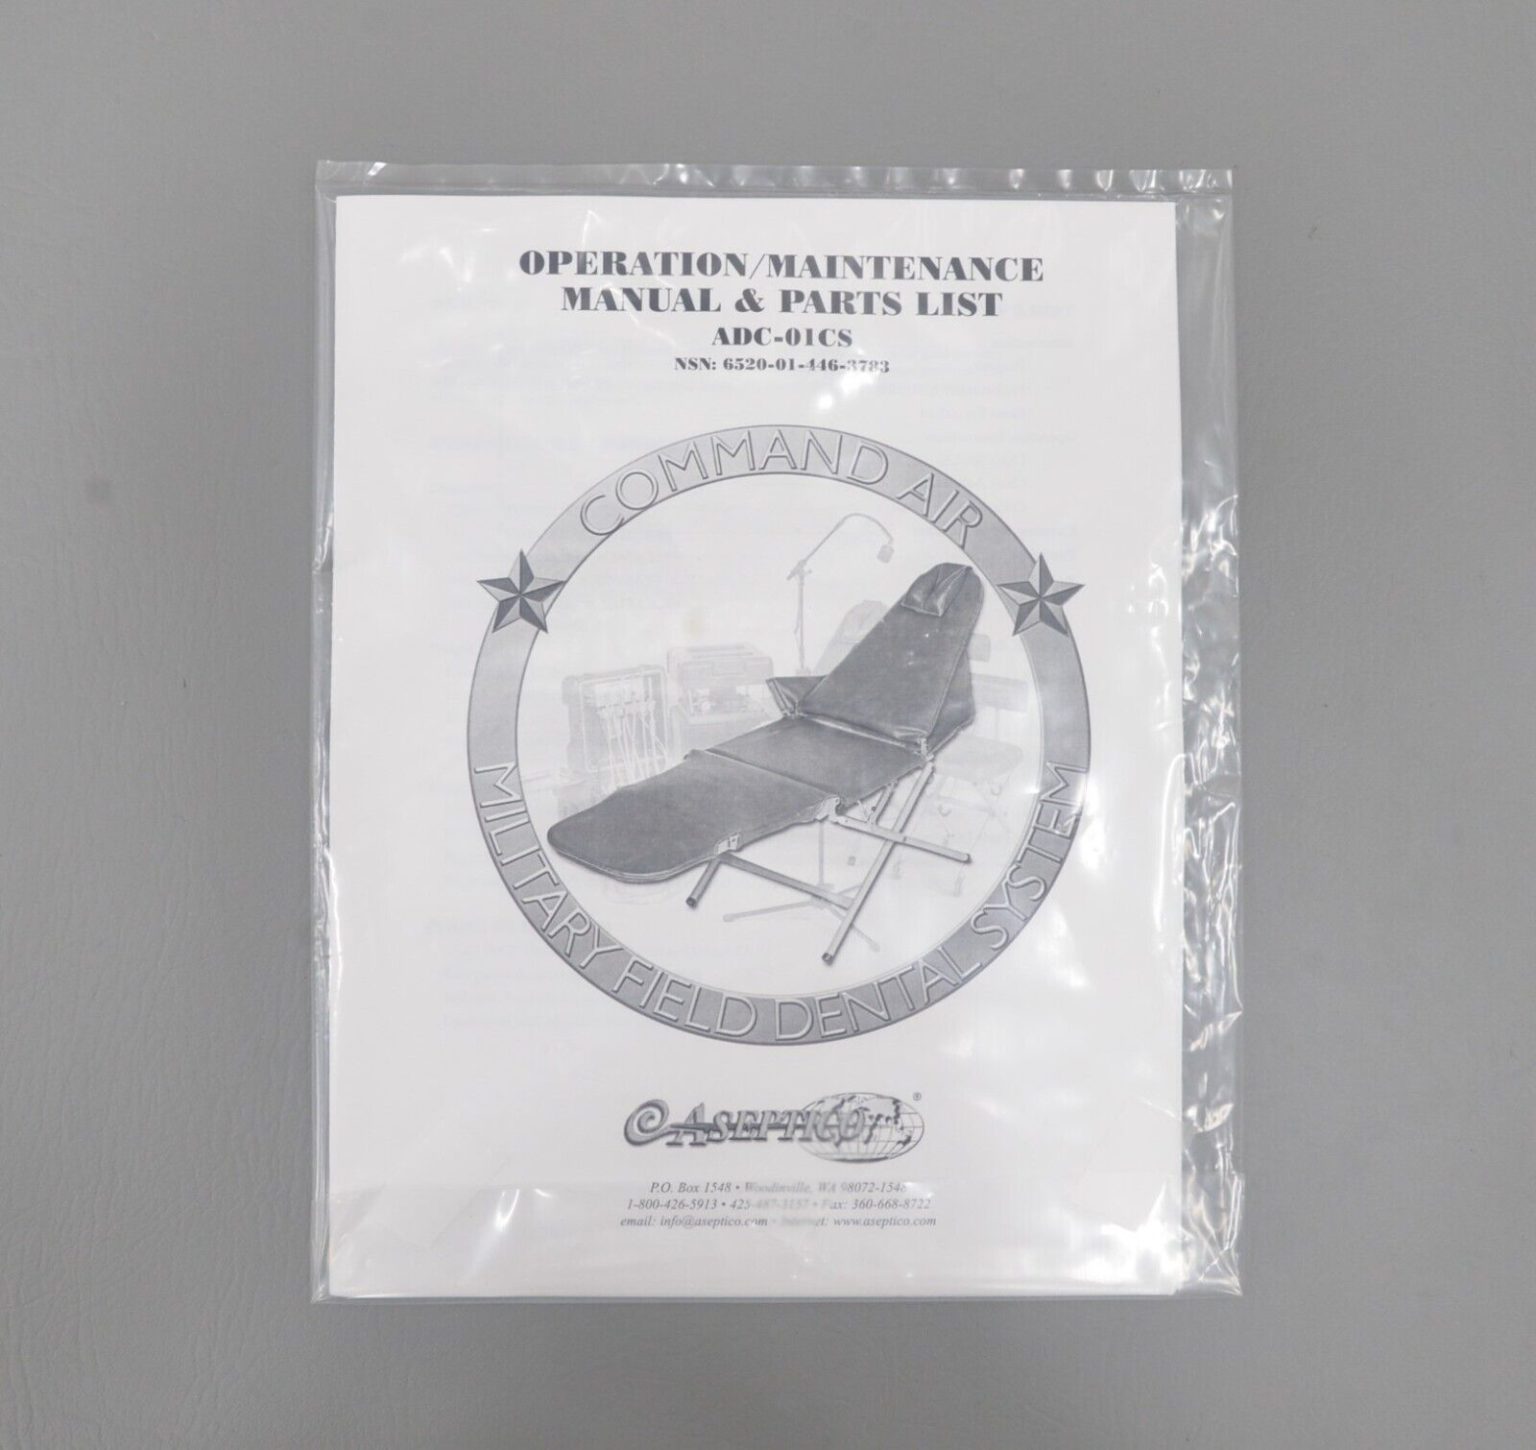 OPERATION/MAINTENANCE
MANUAL & PARTS LIST
ADC-01CS
NSN: 6520-01-446-3783
COMMAND AIR
MILITARY FIELD DENTAL SYSTEM
ASEPTICO®
P.O. Box 1548 • Woodinville, WA 98072-1548
1-800-426-5913 • 425-487-3157 • Fax: 360-668-8722
email: info@aseptico.com • Internet: www.aseptico.com